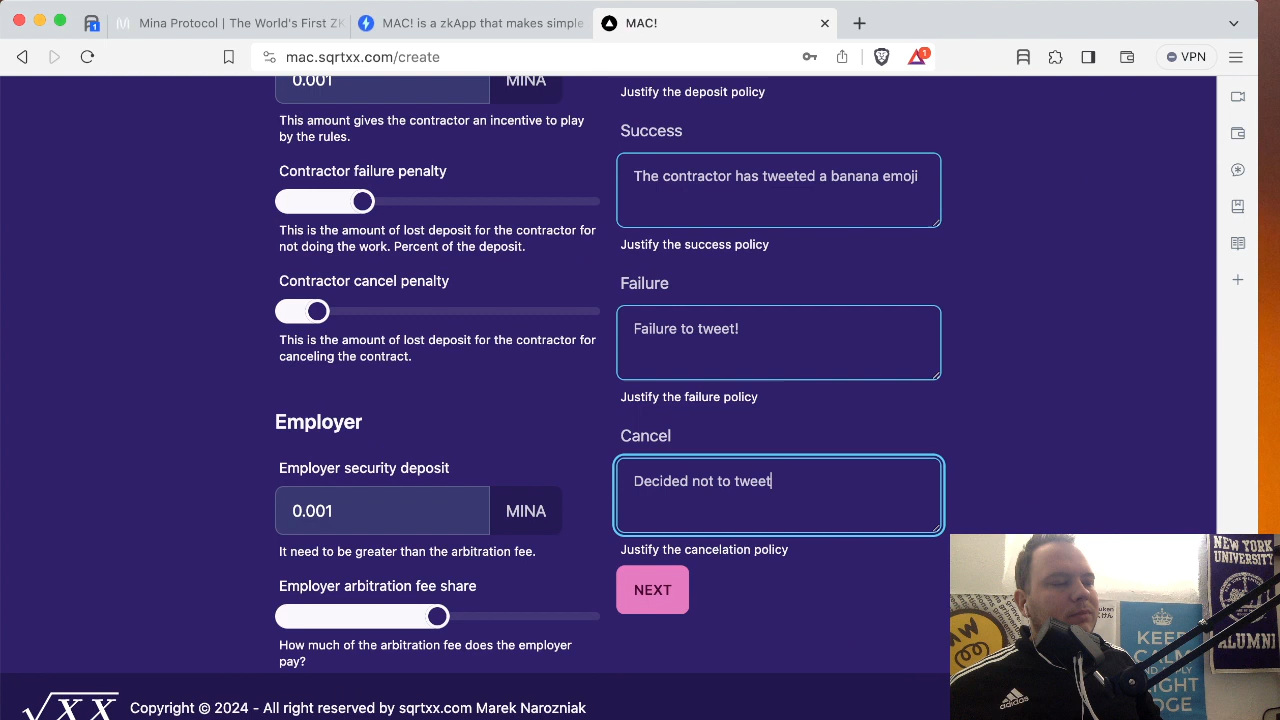 Mina Protocol | The World's First ZK
MAC! is a zkApp that makes simple
MAC!
mac.sqrtxx.com/create
1
VPN
1
0.001
MINA
This amount gives the contractor an incentive to play
by the rules.
Contractor failure penalty
This is the amount of lost deposit for the contractor for
not doing the work. Percent of the deposit.
Contractor cancel penalty
This is the amount of lost deposit for the contractor for
canceling the contract.
Employer
Employer security deposit
0.001
MINA
It need to be greater than the arbitration fee.
Employer arbitration fee share
How much of the arbitration fee does the employer
pay?
Justify the deposit policy
Success
The contractor has tweeted a banana emoji
Justify the success policy
Failure
Failure to tweet!
Justify the failure policy
Cancel
Decided not to tweet
Justify the cancelation policy
NEXT
√XX
Copyright © 2024 - All right reserved by sqrtxx.com Marek Narozniak
NEW YORK
UNIVERSITY
ALUMNI
KEEP
CALM
adidas